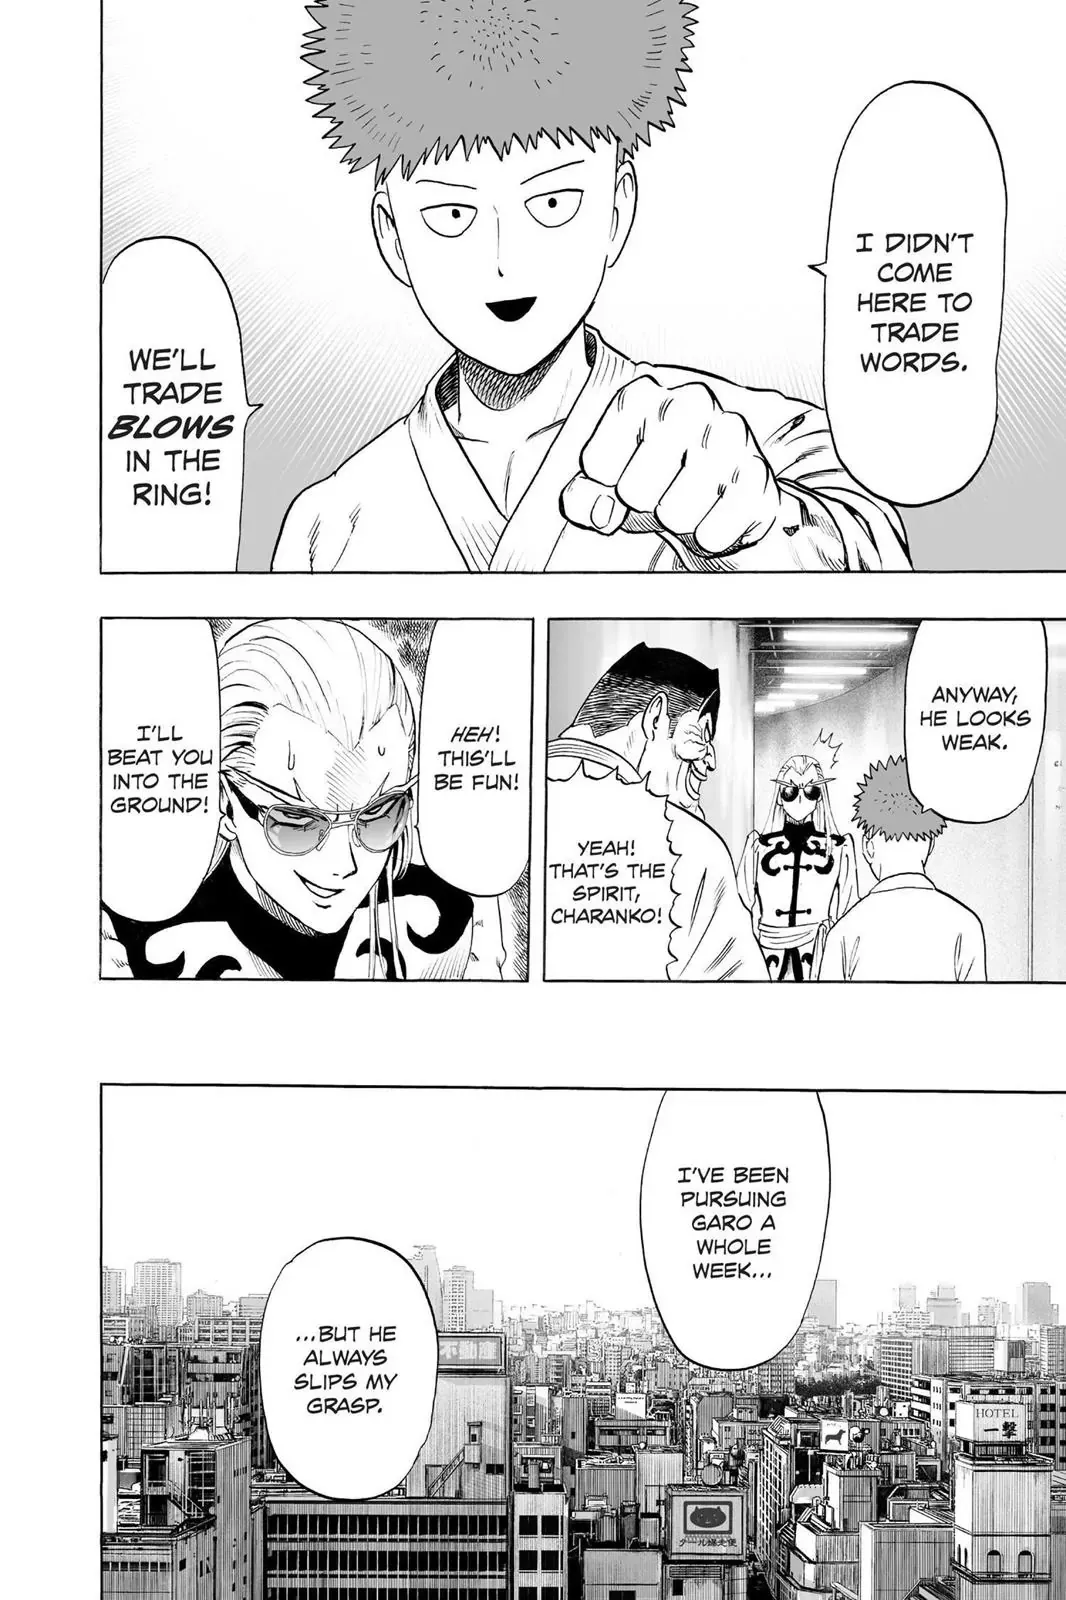 I DIDN'T
COME
HERE TO
TRADE
WORDS.
WE'LL
TRADE
BLOWS
IN THE
RING!
ANYWAY,
HE LOOKS
WEAK.
YEAH!
THAT'S THE
SPIRIT,
CHARANKO!
HEH!
THIS'LL
BE FUN!
I'LL
BEAT YOU
INTO THE
GROUND!
I'VE BEEN
PURSUING
GARO A
WHOLE
WEEK...
...BUT HE
ALWAYS
SLIPS MY
GRASP.
HOTEL
一撃